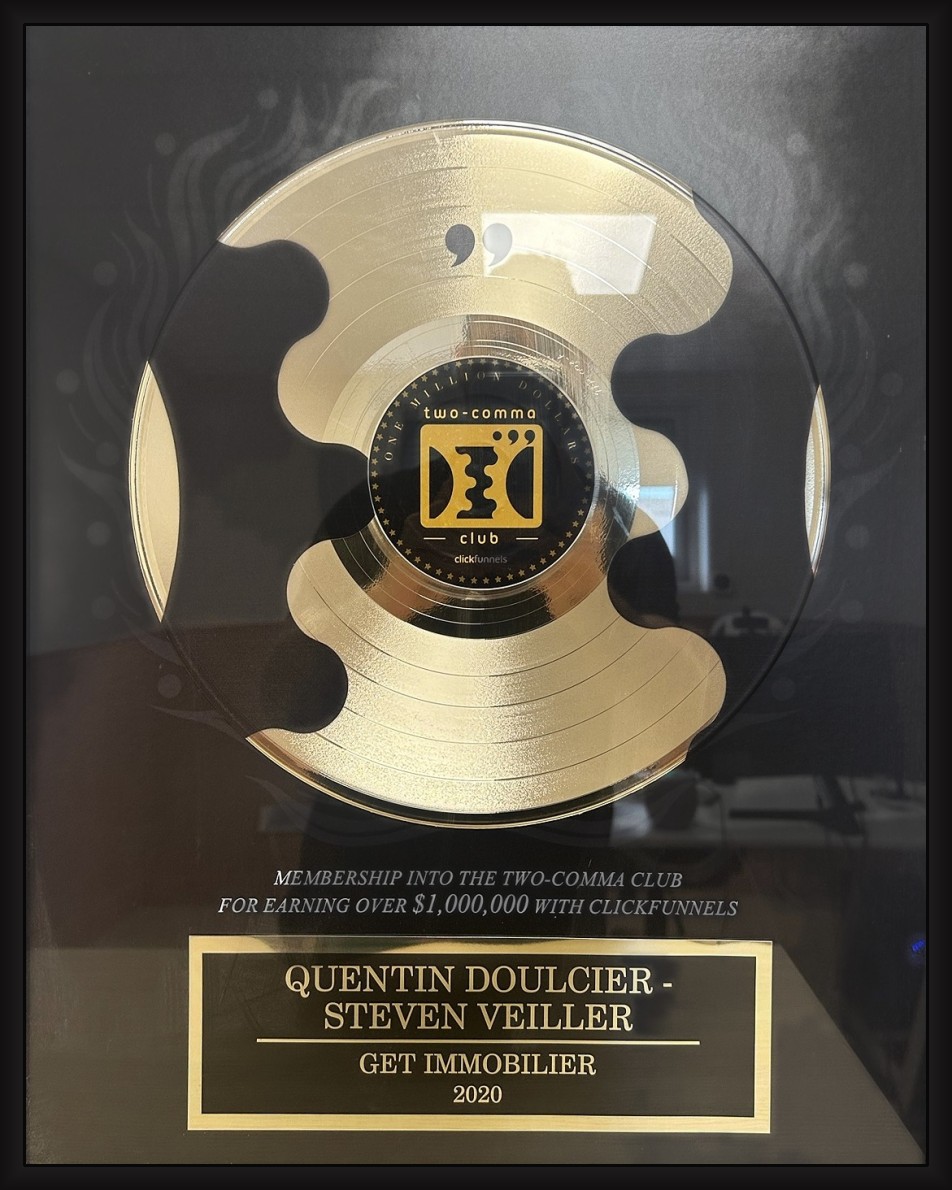 ONE MILLION DOLLARS
two-comma
club
clickfunnels
MEMBERSHIP INTO THE TWO-COMMA CLUB
FOR EARNING OVER $1,000,000 WITH CLICKFUNNELS
QUENTIN DOULCIER -
STEVEN VEILLER
GET IMMOBILIER
2020